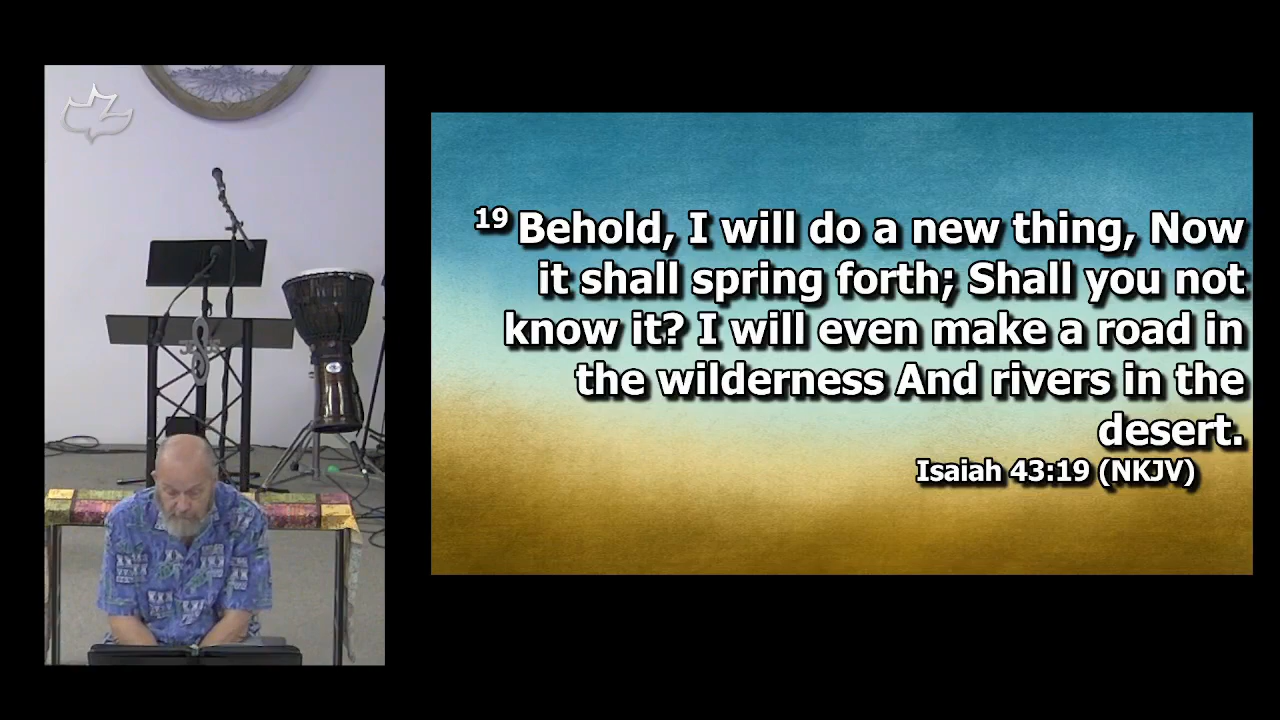 19 Behold, I will do a new thing, Now
it shall spring forth; Shall you not
know it? I will even make a road in
the wilderness And rivers in the
desert.
Isaiah 43:19 (NKJV)